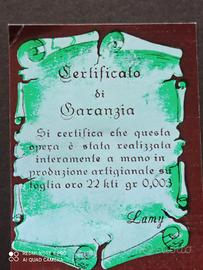 Certificato
di
Garanzia
Si certifica che questa
opera è stata realizzata
interamente a mano in
produzione artigianale su
foglia oro 22 kti gr 0,003
Lamy
REDMI NOTE 8 PRO
AI QUAD CAMERA